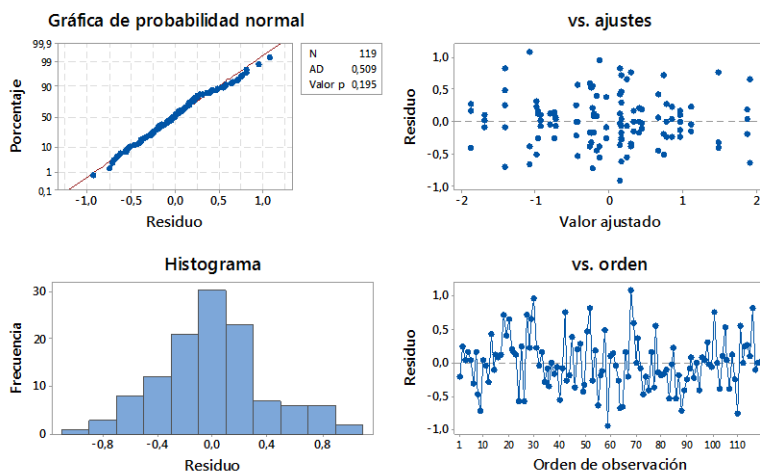 Gráfica de probabilidad normal
99,9
99
90
50
10
1
0,1
Porcentaje
-1,0 -0,5 0,0 0,5 1,0
Residuo
N 119
AD 0,509
Valor p 0,195
vs. ajustes
1,0
0,5
0,0
-0,5
-1,0
Residuo
-2 -1 0 1 2
Valor ajustado
Histograma
30
20
10
0
Frecuencia
-0,8 -0,4 0,0 0,4 0,8
Residuo
vs. orden
1,0
0,5
0,0
-0,5
-1,0
Residuo
1 10 20 30 40 50 60 70 80 90 100 110
Orden de observación